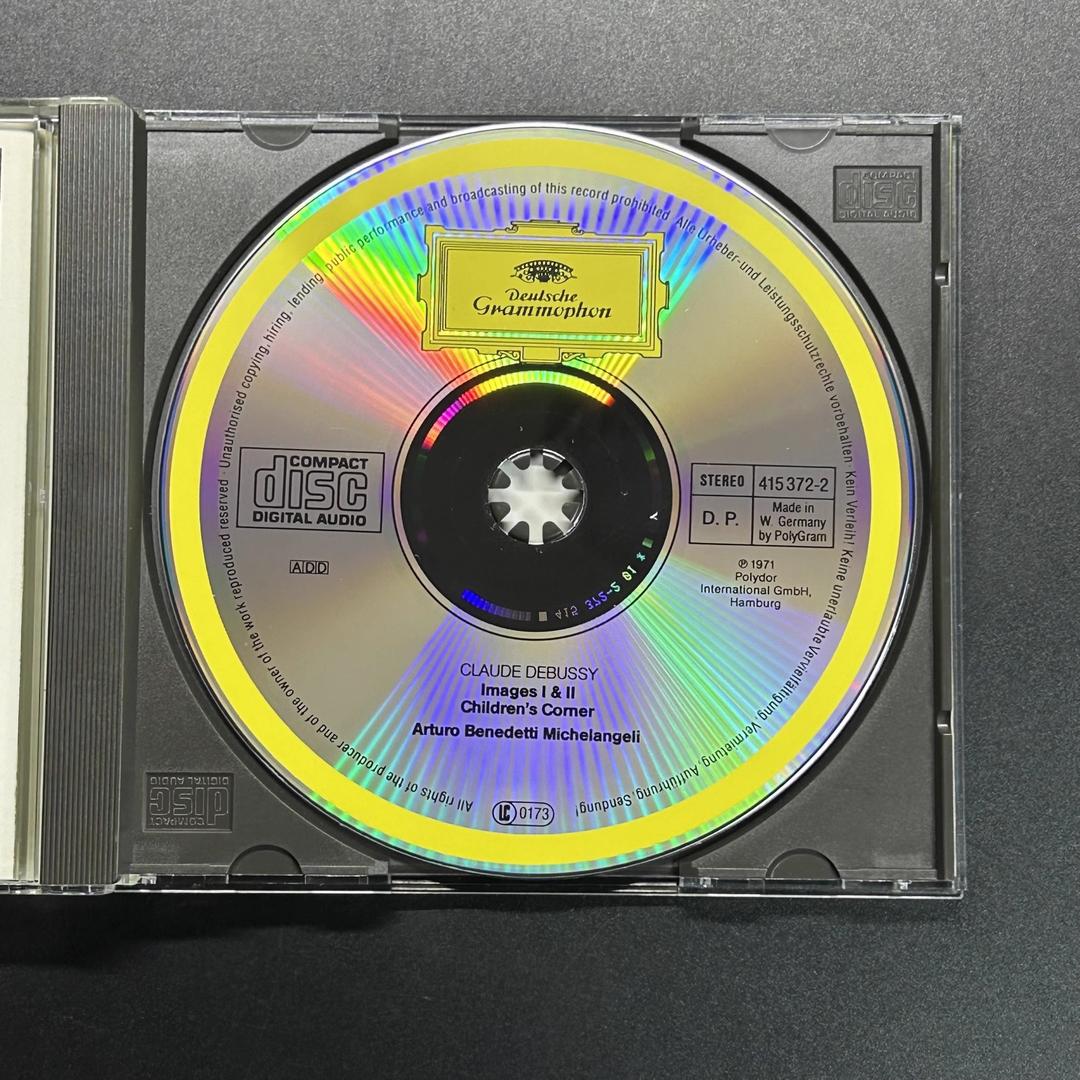 COMPACT
disc
DIGITAL AUDIO
All rights of the producer and of the owner of the work reproduced reserved · Unauthorised copying, hiring, lending, public performance and broadcasting of this record prohibited · Alle Urheber-und Leistungsschutzrechte vorbehalten · Kein Verleih! Keine unerlaubte Vervielfältigung, Vermietung, Aufführung, Sendung!
Deutsche
Grammophon
COMPACT
disc
DIGITAL AUDIO
ADD
STEREO
415 372-2
D. P.
Made in
W. Germany
by PolyGram
℗ 1971
Polydor
International GmbH,
Hamburg
415 372-2 01 *
CLAUDE DEBUSSY
Images I & II
Children's Corner
Arturo Benedetti Michelangeli
LC 0173
COMPACT
disc
DIGITAL AUDIO